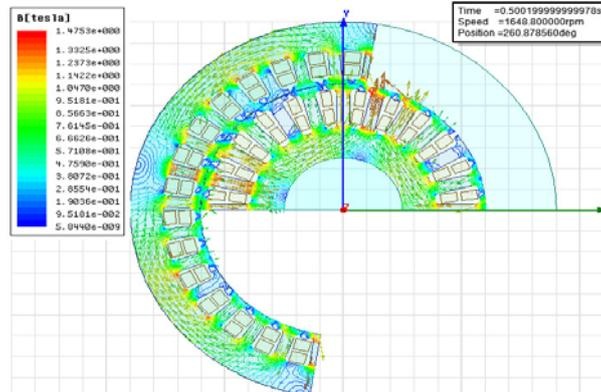 B[tesla]
1.4753e+000
1.3325e+000
1.2373e+000
1.1422e+000
1.0470e+000
9.5181e-001
8.5663e-001
7.6145e-001
6.6626e-001
5.7108e-001
4.7590e-001
3.8072e-001
2.8554e-001
1.9036e-001
9.5181e-002
5.8440e-009
Time =0.500199999999978s
Speed =1648.800000rpm
Position =260.878560deg
Y